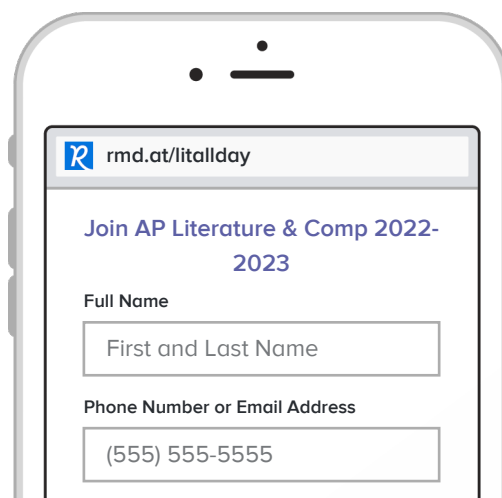 rmd.at/litallday
Join AP Literature & Comp 2022-
2023
Full Name
First and Last Name
Phone Number or Email Address
(555) 555-5555